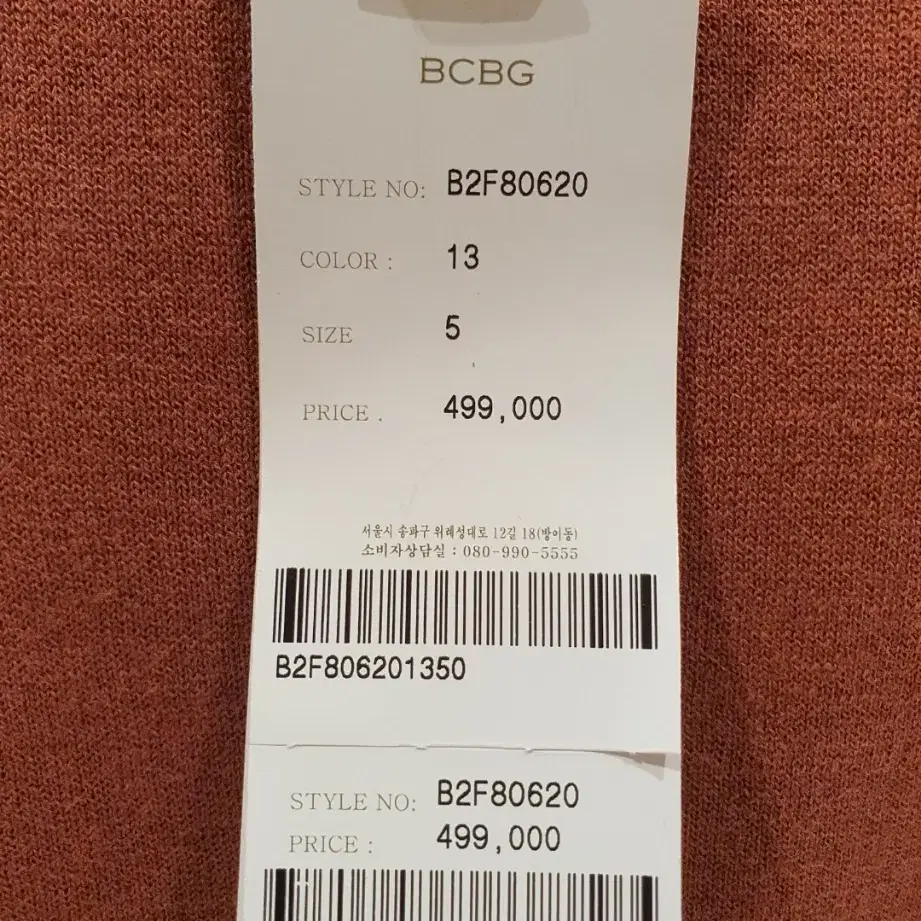 BCBG
STYLE NO: B2F80620
COLOR : 13
SIZE 5
PRICE . 499,000
서울시 송파구 위례성대로 12길 18(방이동)
소비자상담실 : 080-990-5555
B2F806201350
STYLE NO: B2F80620
PRICE : 499,000